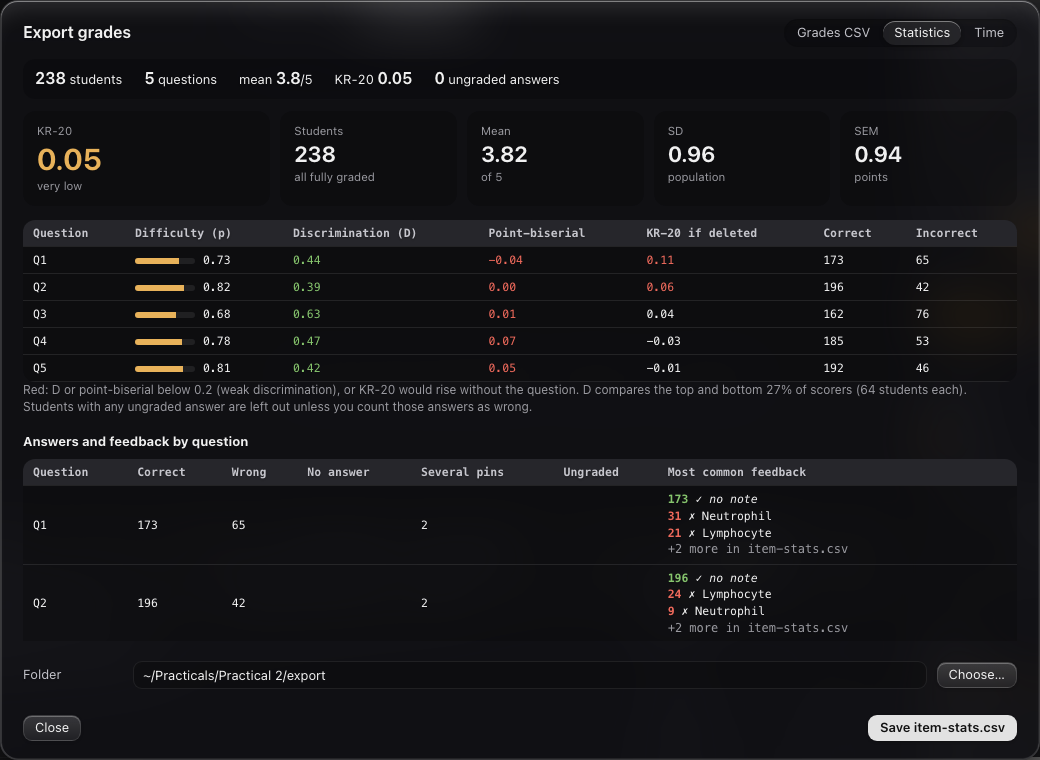 Export grades
Grades CSV Statistics Time
238 students 5 questions mean 3.8/5 KR-20 0.05 0 ungraded answers
KR-20 Students Mean SD SEM
0.05 238 3.82 0.96 0.94
very low all fully graded of 5 population points
Question Difficulty (p) Discrimination (D) Point-biserial KR-20 if deleted Correct Incorrect
Q1 0.73 0.44 −0.04 0.11 173 65
Q2 0.82 0.39 0.00 0.06 196 42
Q3 0.68 0.63 0.01 0.04 162 76
Q4 0.78 0.47 0.07 −0.03 185 53
Q5 0.81 0.42 0.05 −0.01 192 46
Red: D or point-biserial below 0.2 (weak discrimination), or KR-20 would rise without the question. D compares the top and bottom 27% of scorers (64 students each).
Students with any ungraded answer are left out unless you count those answers as wrong.
Answers and feedback by question
Question Correct Wrong No answer Several pins Ungraded Most common feedback
Q1 173 65 2
173 ✓ no note
31 ✗ Neutrophil
21 ✗ Lymphocyte
+2 more in item-stats.csv
Q2 196 42 2
196 ✓ no note
24 ✗ Lymphocyte
9 ✗ Neutrophil
+2 more in item-stats.csv
Folder ~/Practicals/Practical 2/export Choose…
Close Save item-stats.csv